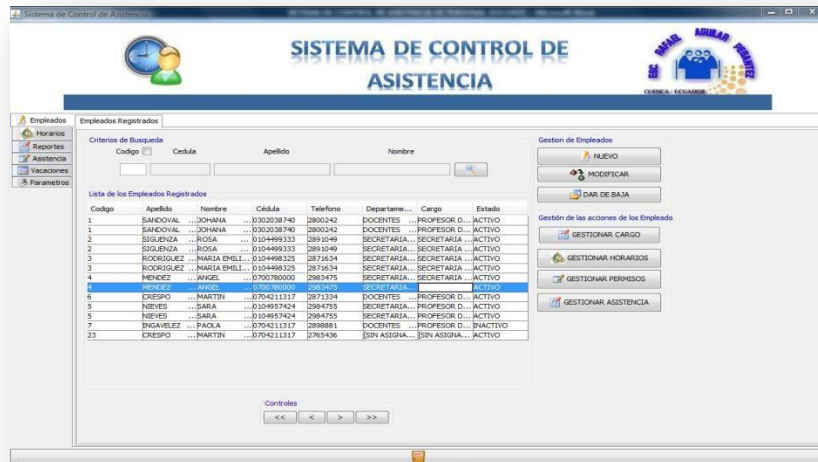 Sistema de Control de Asistencia
SISTEMA DE CONTROL DE
ASISTENCIA
ESC RAFAEL AGUILAR PESANTEZ
CUENCA - ECUADOR
Empleados
Horarios
Reportes
Asistencia
Vacaciones
Parametros
Empleados Registrados
Criterios de Busqueda
Codigo Cedula Apellido Nombre
Lista de los Empleados Registrados
Codigo Apellido Nombre Cédula Telefono Departame... Cargo Estado
1 SANDOVAL ... JOHANA ... 0302038740 2800242 DOCENTES ... PROFESOR D... ACTIVO
1 SANDOVAL ... JOHANA ... 0302038740 2800242 DOCENTES ... PROFESOR D... ACTIVO
2 SIGUENZA ... ROSA ... 0104499333 2891049 SECRETARIA... SECRETARIA ... ACTIVO
2 SIGUENZA ... ROSA ... 0104499333 2891049 SECRETARIA... SECRETARIA ... ACTIVO
3 RODRIGUEZ ... MARIA EMILI... 0104498325 2871634 SECRETARIA... SECRETARIA ... ACTIVO
3 RODRIGUEZ ... MARIA EMILI... 0104498325 2871634 SECRETARIA... SECRETARIA ... ACTIVO
4 MENDEZ ... ANGEL ... 0700780000 2983475 SECRETARIA... SECRETARIA ... ACTIVO
4 MENDEZ ... ANGEL ... 0700780000 2983475 SECRETARIA... ACTIVO
6 CRESPO ... MARTIN ... 0704211317 2871334 DOCENTES ... PROFESOR D... ACTIVO
5 NIEVES ... SARA ... 0104957424 2984755 SECRETARIA... PROFESOR D... ACTIVO
5 NIEVES ... SARA ... 0104957424 2984755 SECRETARIA... PROFESOR D... ACTIVO
7 INGAVELEZ ... PAOLA ... 0704211317 2898881 DOCENTES ... PROFESOR D... INACTIVO
23 CRESPO ... MARTIN ... 0704211317 2765436 [SIN ASIGNA... [SIN ASIGNA... ACTIVO
Controles
<< < > >>
Gestion de Empleados
NUEVO
MODIFICAR
DAR DE BAJA
Gestión de las acciones de los Empleado
GESTIONAR CARGO
GESTIONAR HORARIOS
GESTIONAR PERMISOS
GESTIONAR ASISTENCIA